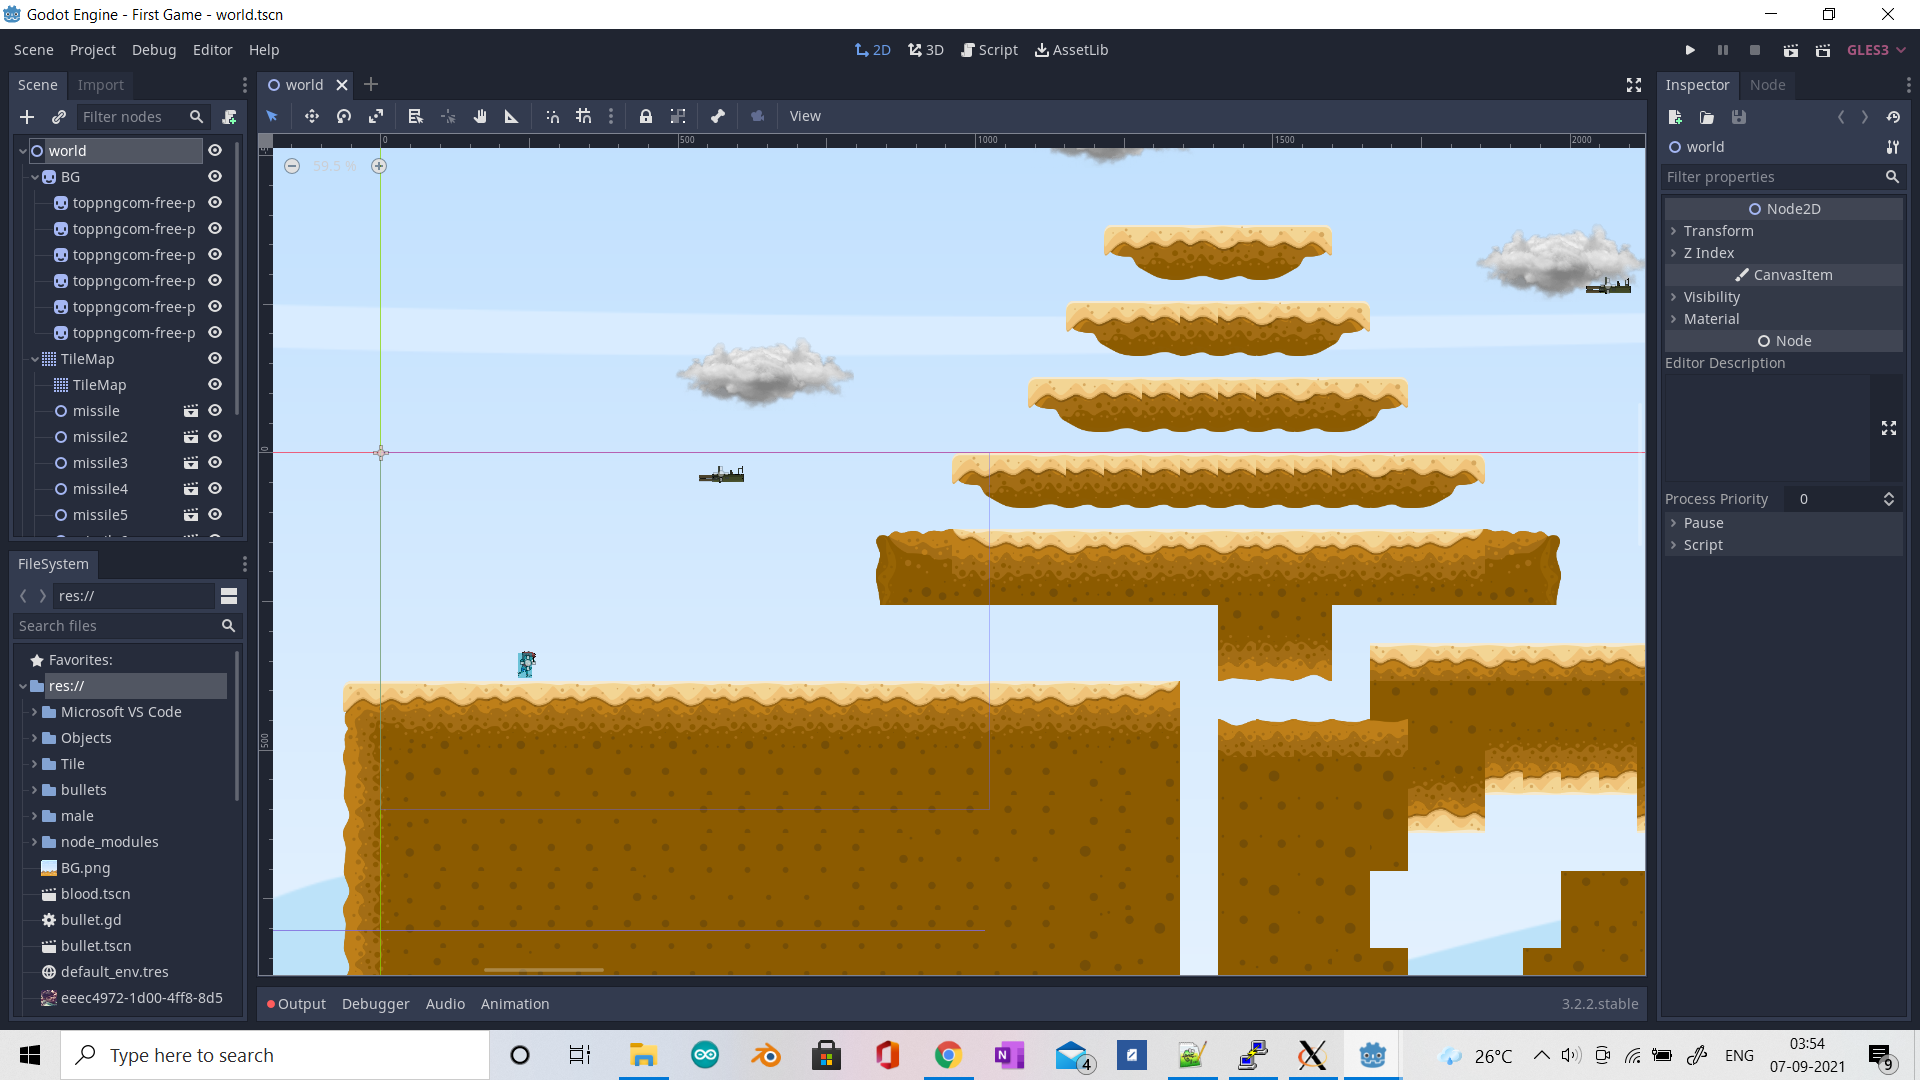 Godot Engine - First Game - world.tscn
Scene Project Debug Editor Help 2D 3D Script AssetLib GLES3
Scene Import
world
Inspector Node
Filter nodes
View
world
BG
toppngcom-free-p
toppngcom-free-p
toppngcom-free-p
toppngcom-free-p
toppngcom-free-p
toppngcom-free-p
TileMap
TileMap
missile
missile2
missile3
missile4
missile5
FileSystem
res://
Search files
Favorites:
res://
Microsoft VS Code
Objects
Tile
bullets
male
node_modules
BG.png
blood.tscn
bullet.gd
bullet.tscn
default_env.tres
eeec4972-1d00-4ff8-8d5
0 500 1000 1500 2000
59.5 %
0
500
Output Debugger Audio Animation 3.2.2.stable
world
Filter properties
Node2D
Transform
Z Index
CanvasItem
Visibility
Material
Node
Editor Description
Process Priority 0
Pause
Script
Type here to search
4
26°C
ENG
03:54
07-09-2021
9